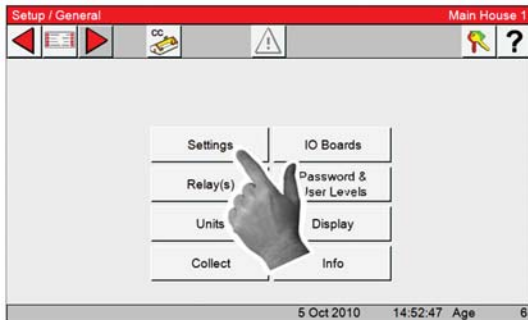 Setup / General Main House 1
CC
?
Settings IO Boards
Relay(s) Password &
User Levels
Units Display
Collect Info
5 Oct 2010 14:52:47 Age 6